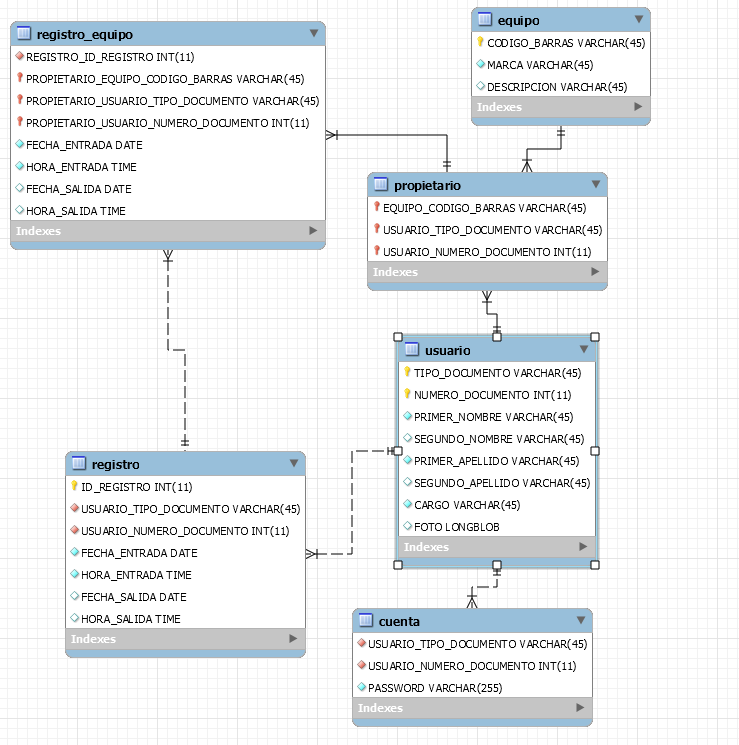 registro_equipo
REGISTRO_ID_REGISTRO INT(11)
PROPIETARIO_EQUIPO_CODIGO_BARRAS VARCHAR(45)
PROPIETARIO_USUARIO_TIPO_DOCUMENTO VARCHAR(45)
PROPIETARIO_USUARIO_NUMERO_DOCUMENTO INT(11)
FECHA_ENTRADA DATE
HORA_ENTRADA TIME
FECHA_SALIDA DATE
HORA_SALIDA TIME
Indexes
equipo
CODIGO_BARRAS VARCHAR(45)
MARCA VARCHAR(45)
DESCRIPCION VARCHAR(45)
Indexes
propietario
EQUIPO_CODIGO_BARRAS VARCHAR(45)
USUARIO_TIPO_DOCUMENTO VARCHAR(45)
USUARIO_NUMERO_DOCUMENTO INT(11)
Indexes
usuario
TIPO_DOCUMENTO VARCHAR(45)
NUMERO_DOCUMENTO INT(11)
PRIMER_NOMBRE VARCHAR(45)
SEGUNDO_NOMBRE VARCHAR(45)
PRIMER_APELLIDO VARCHAR(45)
SEGUNDO_APELLIDO VARCHAR(45)
CARGO VARCHAR(45)
FOTO LONGBLOB
Indexes
registro
ID_REGISTRO INT(11)
USUARIO_TIPO_DOCUMENTO VARCHAR(45)
USUARIO_NUMERO_DOCUMENTO INT(11)
FECHA_ENTRADA DATE
HORA_ENTRADA TIME
FECHA_SALIDA DATE
HORA_SALIDA TIME
Indexes
cuenta
USUARIO_TIPO_DOCUMENTO VARCHAR(45)
USUARIO_NUMERO_DOCUMENTO INT(11)
PASSWORD VARCHAR(255)
Indexes